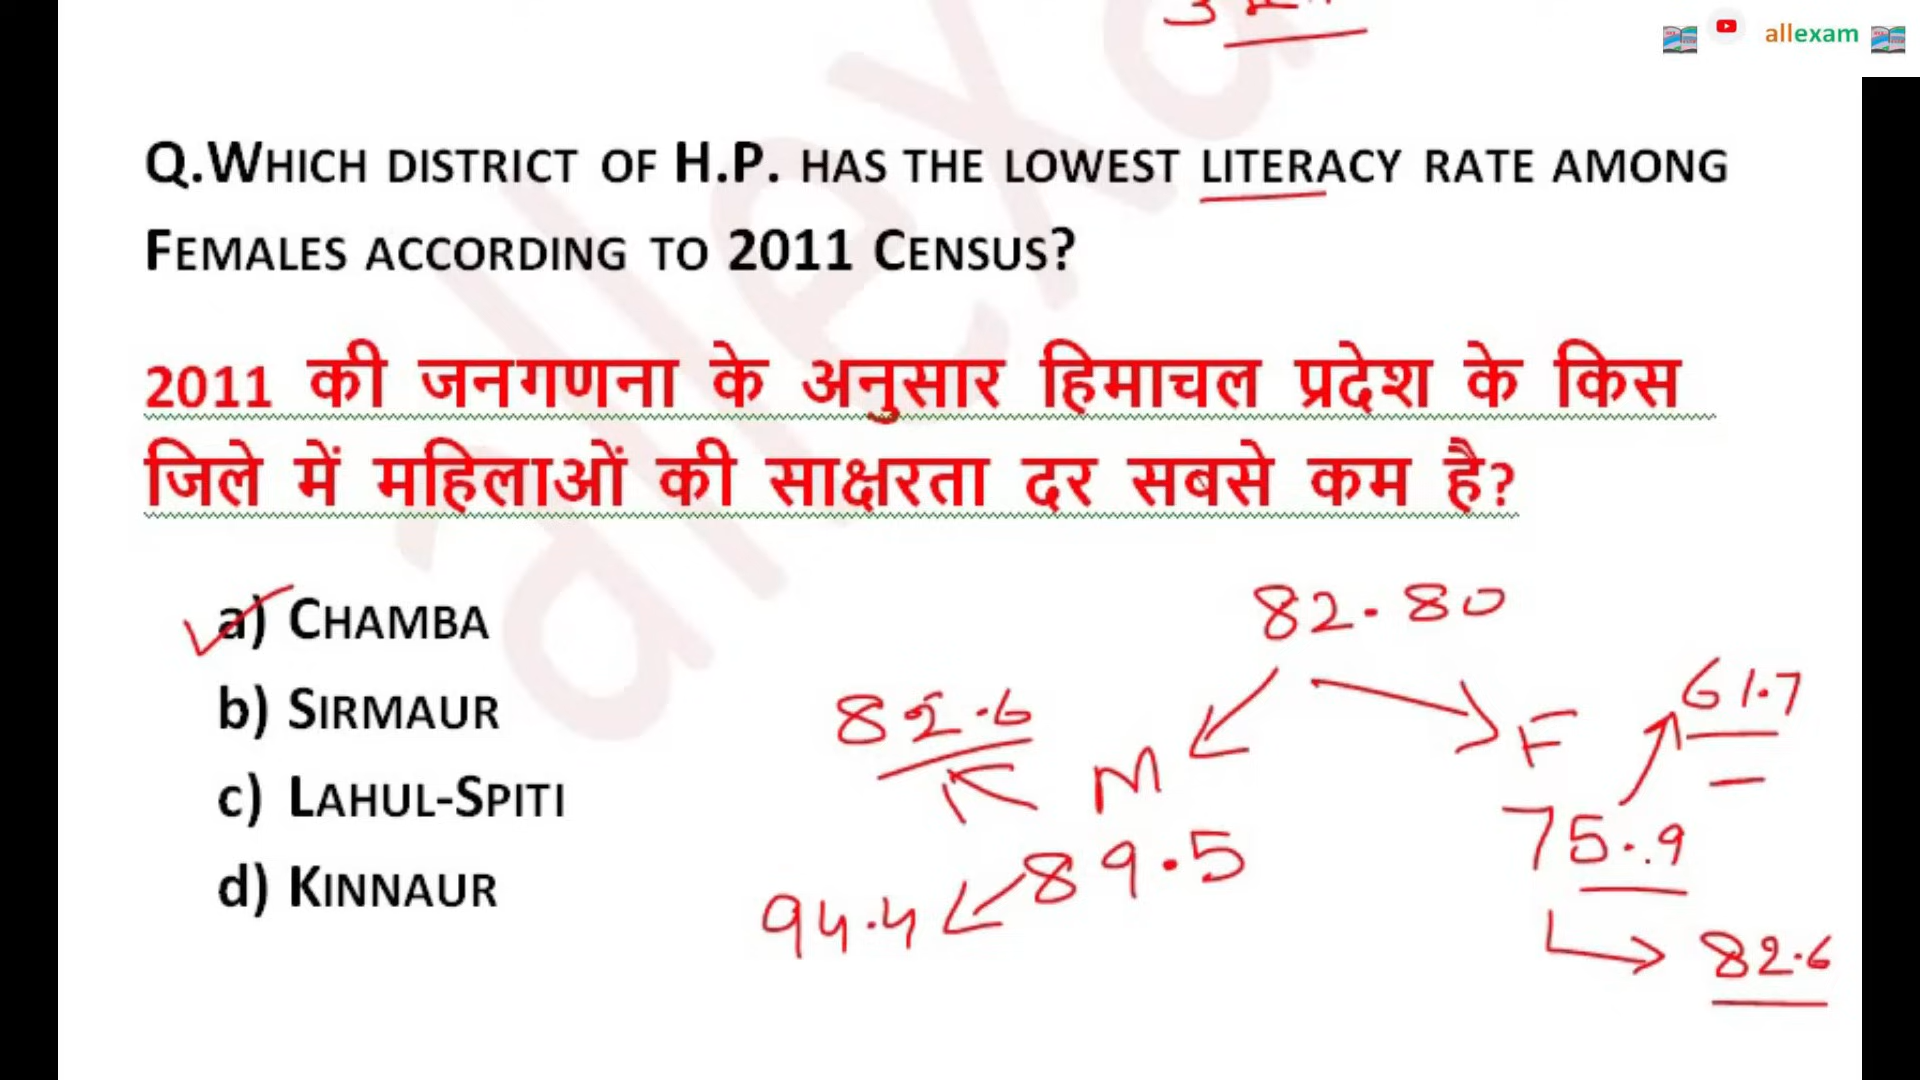 allexam
Q.Which district of H.P. has the lowest literacy rate among
Females according to 2011 Census?
2011 की जनगणना के अनुसार हिमाचल प्रदेश के किस
जिले में महिलाओं की साक्षरता दर सबसे कम है?
a) Chamba
b) Sirmaur
c) Lahul-Spiti
d) Kinnaur
82.80
82.6
M
F
61.7
89.5
75.9
94.4
82.6